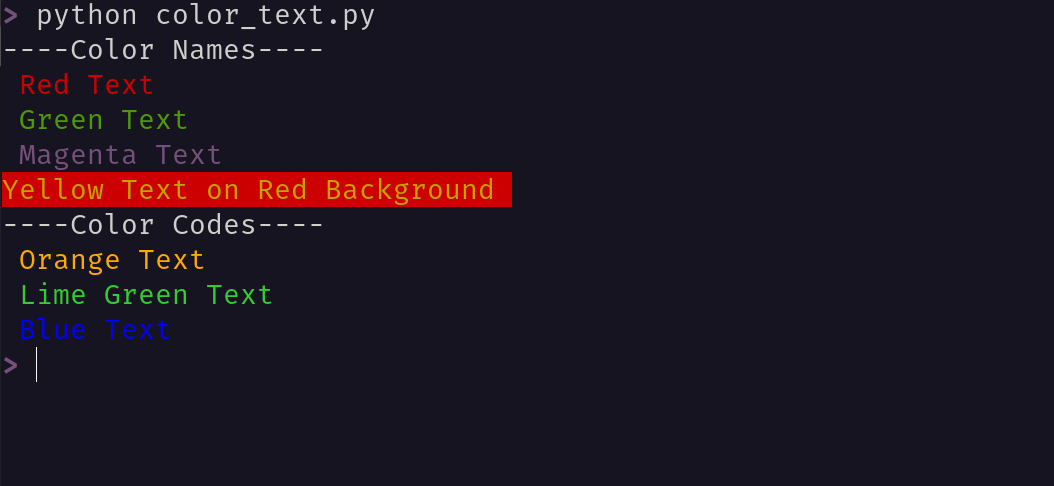 > python color_text.py
----Color Names----
Red Text
Green Text
Magenta Text
Yellow Text on Red Background
----Color Codes----
Orange Text
Lime Green Text
Blue Text
>